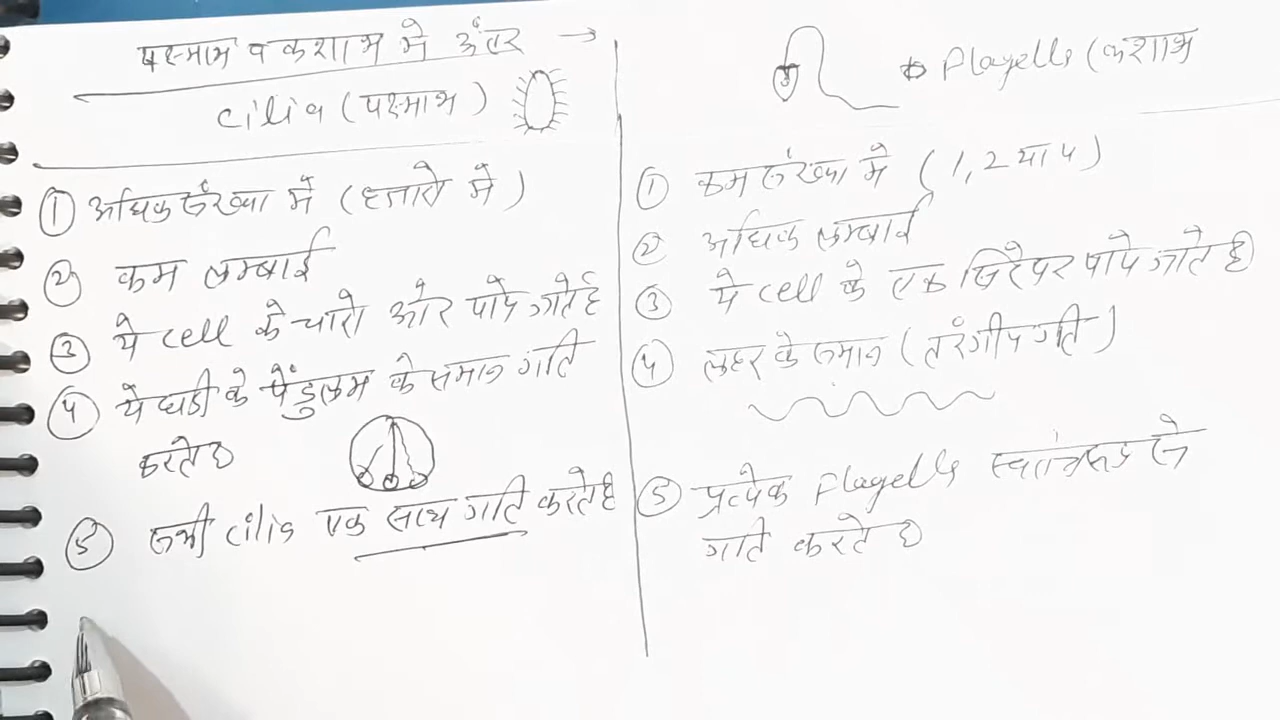 पक्ष्माभ व कशाभ में अंतर →
cilia (पक्ष्माभ)
① अधिक संख्या में (हजारो में)
② कम लम्बाई
③ ये cell के चारो ओर पाये जाते है
④ ये घडी के पेंडुलम के समान गति
करते है
⑤ सभी cilia एक साथ गति करते है
Flagella (कशाभ
① कम संख्या में (1, 2 या 4)
② अधिक लम्बाई
③ ये cell के एक सिरे पर पाये जाते है
④ लहर के समान (तरंगीय गति)
⑤ प्रत्येक Flagella स्वतंत्र रूप से
गति करते है